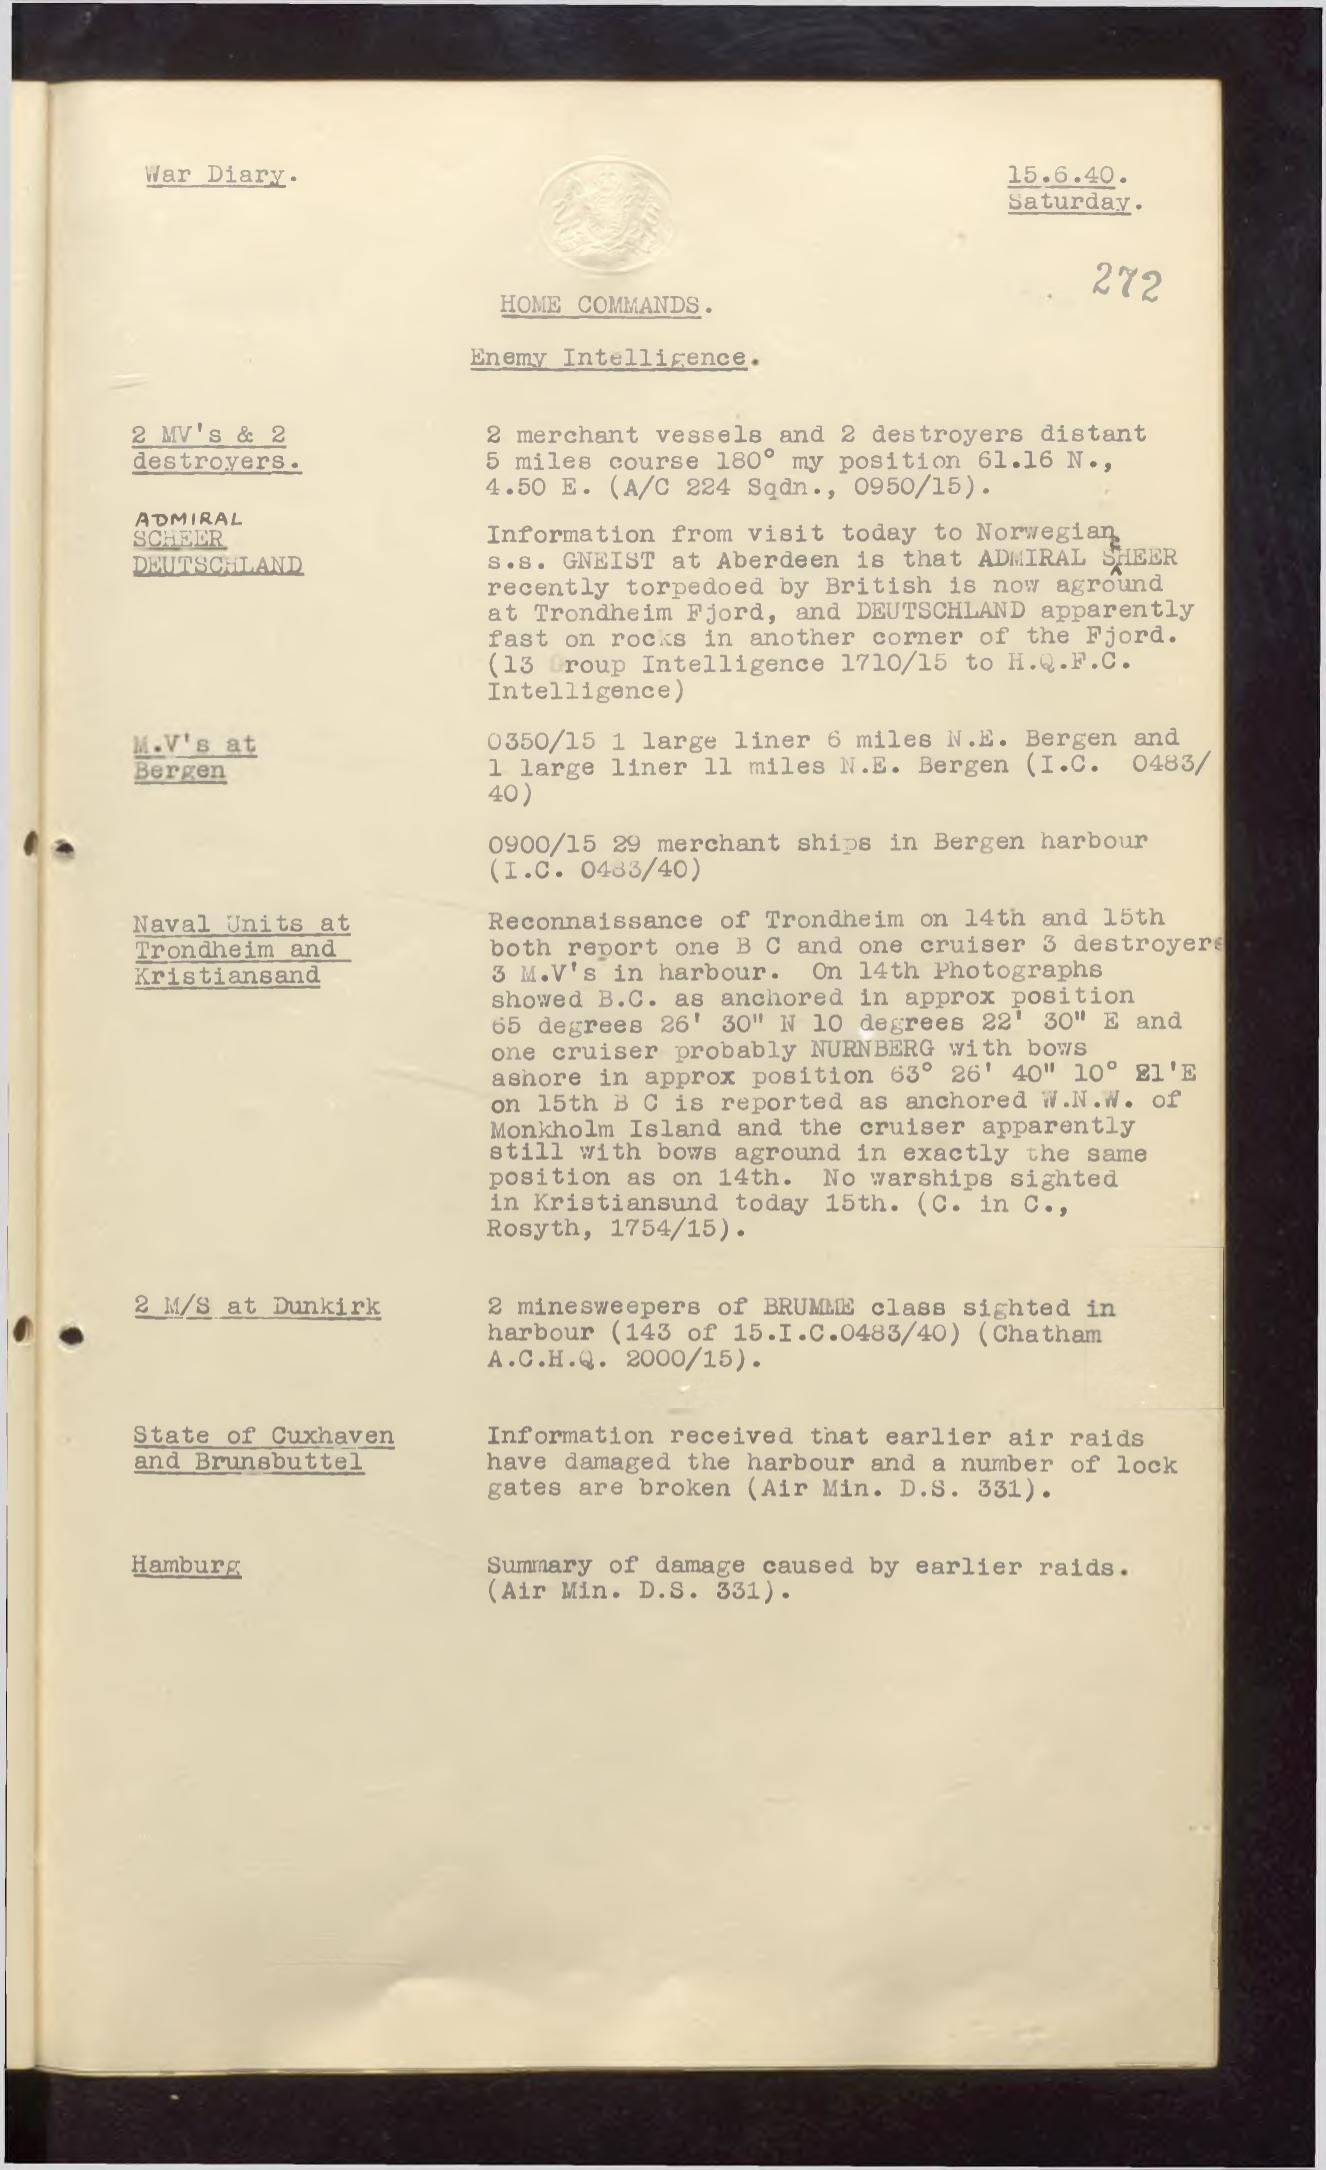 War Diary.
15.6.40.
Saturday.
272
HOME COMMANDS.
Enemy Intelligence.
2 MV's & 2
destroyers.
2 merchant vessels and 2 destroyers distant
5 miles course 180° my position 61.16 N.,
4.50 E. (A/C 224 Sqdn., 0950/15).
ADMIRAL
SCHEER
DEUTSCHLAND
Information from visit today to Norwegian
s.s. GNEIST at Aberdeen is that ADMIRAL SCHEER
recently torpedoed by British is now aground
at Trondheim Fjord, and DEUTSCHLAND apparently
fast on rocks in another corner of the Fjord.
(13 Group Intelligence 1710/15 to H.Q.F.C.
Intelligence)
M.V's at
Bergen
0350/15 1 large liner 6 miles N.E. Bergen and
1 large liner 11 miles N.E. Bergen (I.C. 0483/
40)
0900/15 29 merchant ships in Bergen harbour
(I.C. 0483/40)
Naval Units at
Trondheim and
Kristiansand
Reconnaissance of Trondheim on 14th and 15th
both report one B C and one cruiser 3 destroyers
3 M.V's in harbour. On 14th Photographs
showed B.C. as anchored in approx position
65 degrees 26' 30" N 10 degrees 22' 30" E and
one cruiser probably NURNBERG with bows
ashore in approx position 63° 26' 40" 10° 21'E
on 15th B C is reported as anchored W.N.W. of
Monkholm Island and the cruiser apparently
still with bows aground in exactly the same
position as on 14th. No warships sighted
in Kristiansund today 15th. (C. in C.,
Rosyth, 1754/15).
2 M/S at Dunkirk
2 minesweepers of BRUMME class sighted in
harbour (143 of 15.I.C.0483/40) (Chatham
A.C.H.Q. 2000/15).
State of Cuxhaven
and Brunsbuttel
Information received that earlier air raids
have damaged the harbour and a number of lock
gates are broken (Air Min. D.S. 331).
Hamburg
Summary of damage caused by earlier raids.
(Air Min. D.S. 331).